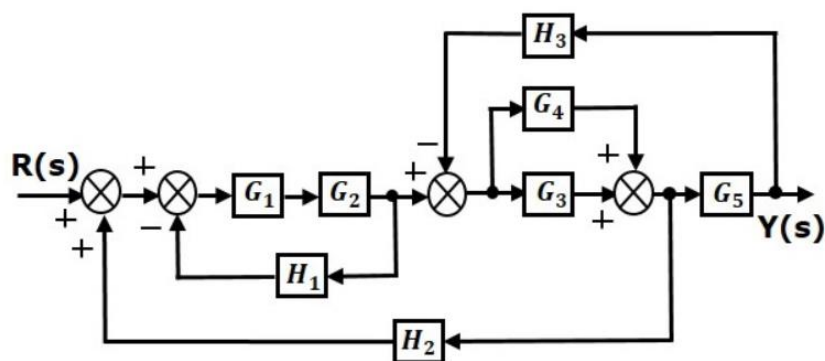 H₃
G₄
R(s) + + + − G₁ G₂ + − G₃ + + G₅ Y(s)
H₁
H₂